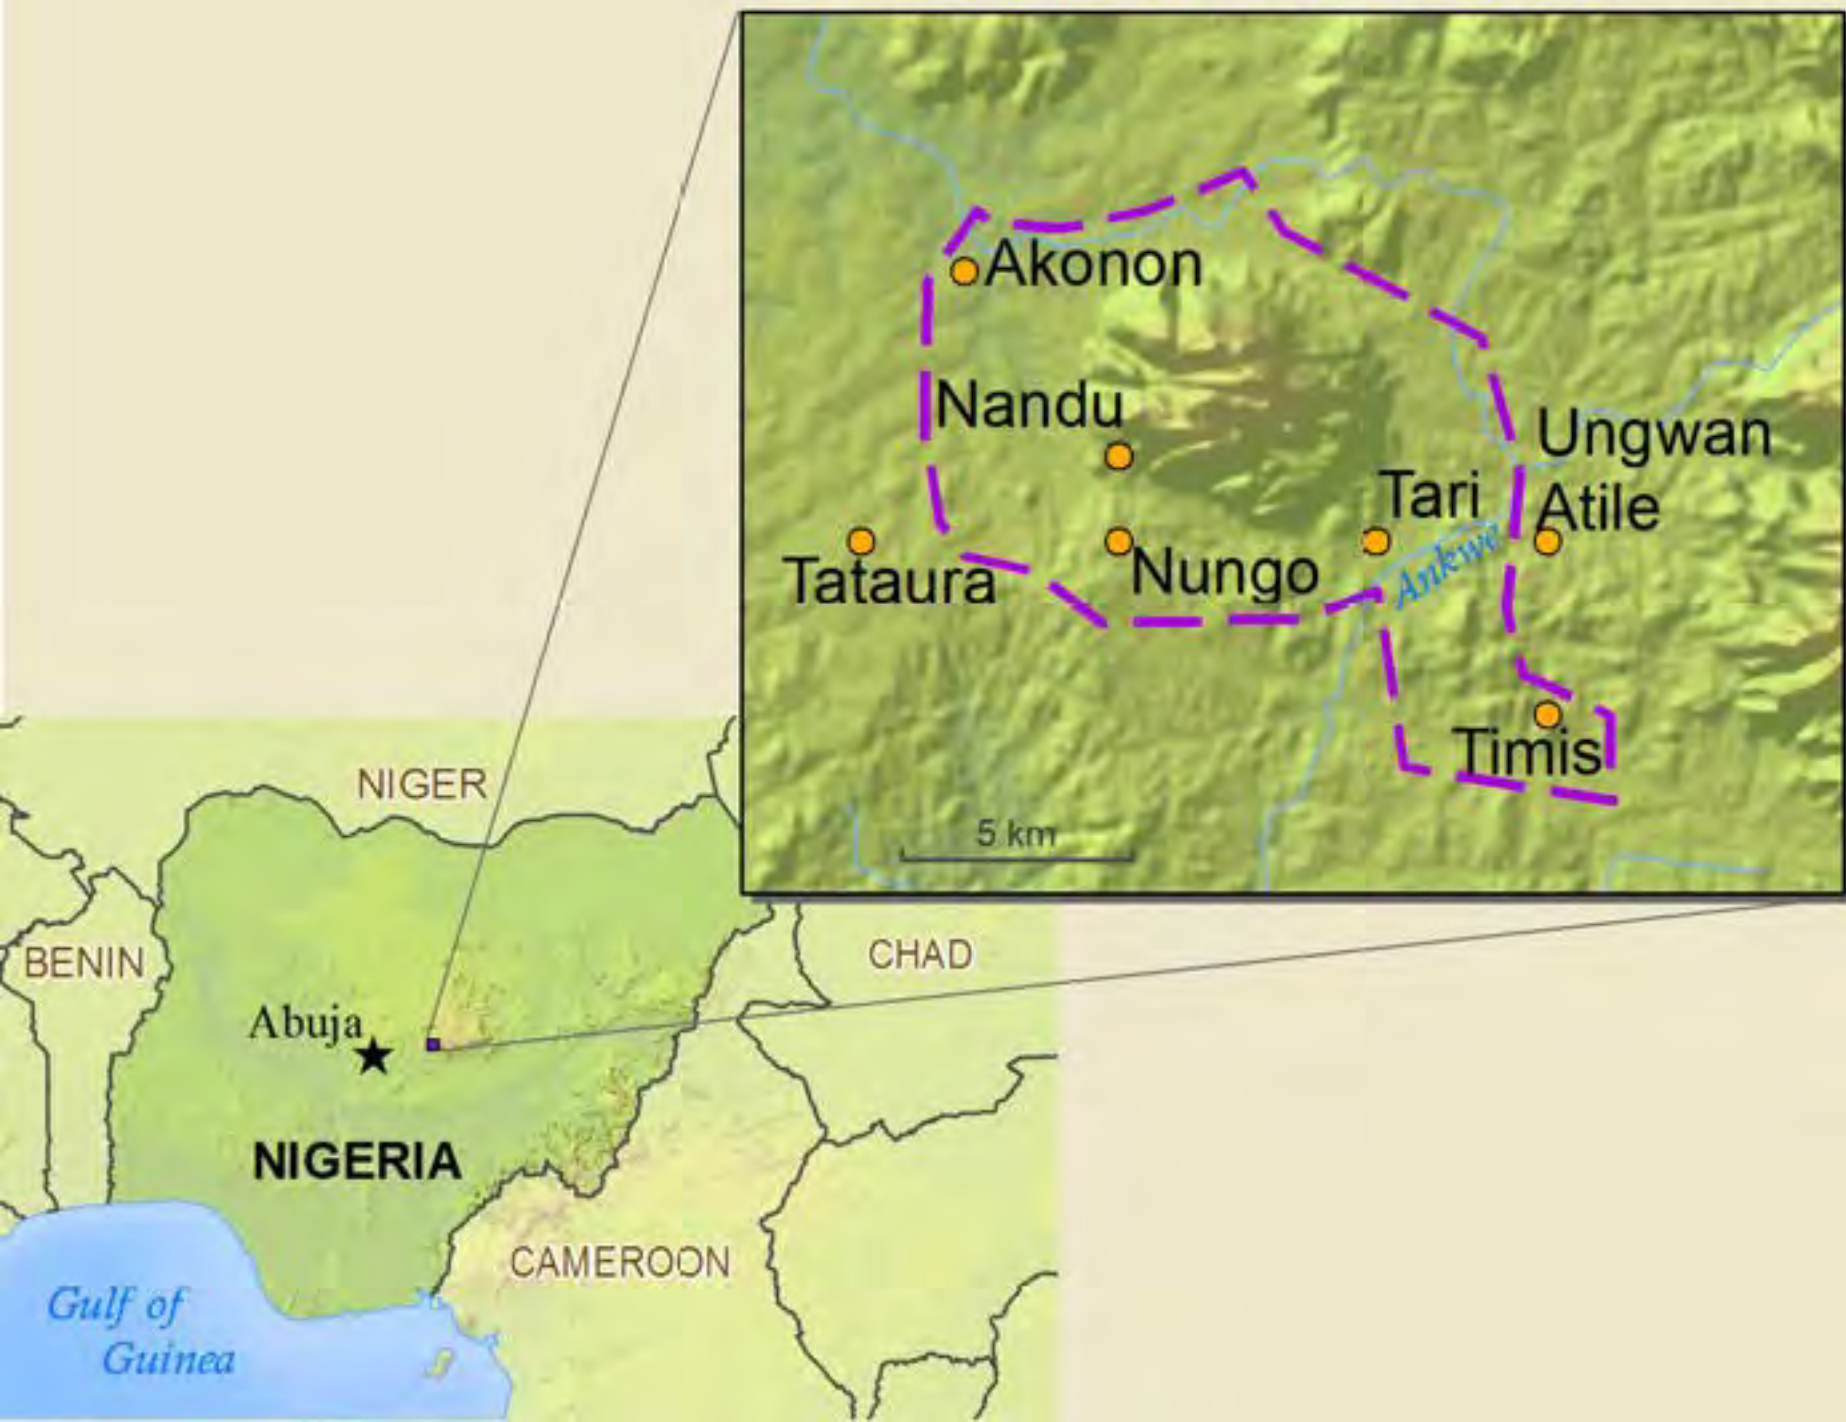 Akonon
Nandu
Ungwan
Atile
Tari
Ankwe
Tataura
Nungo
Timis
5 km
NIGER
BENIN
CHAD
Abuja
NIGERIA
CAMEROON
Gulf of
Guinea